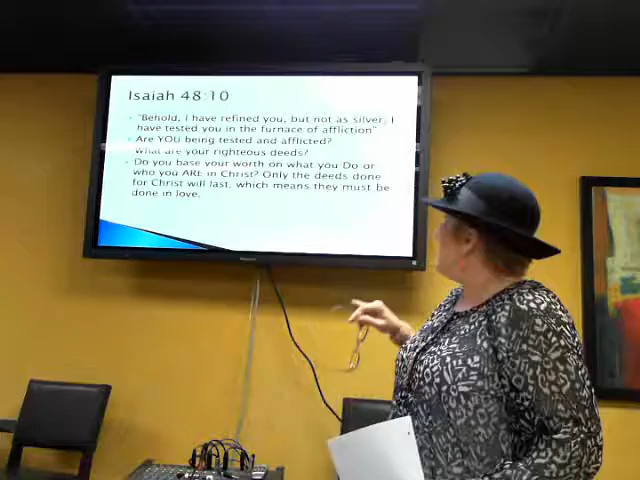 Isaiah 48:10
"Behold, I have refined you, but not as silver; I
have tested you in the furnace of affliction"
Are YOU being tested and afflicted?
What are your righteous deeds?
Do you base your worth on what you Do or
who you ARE in Christ? Only the deeds done
for Christ will last, which means they must be
done in love.